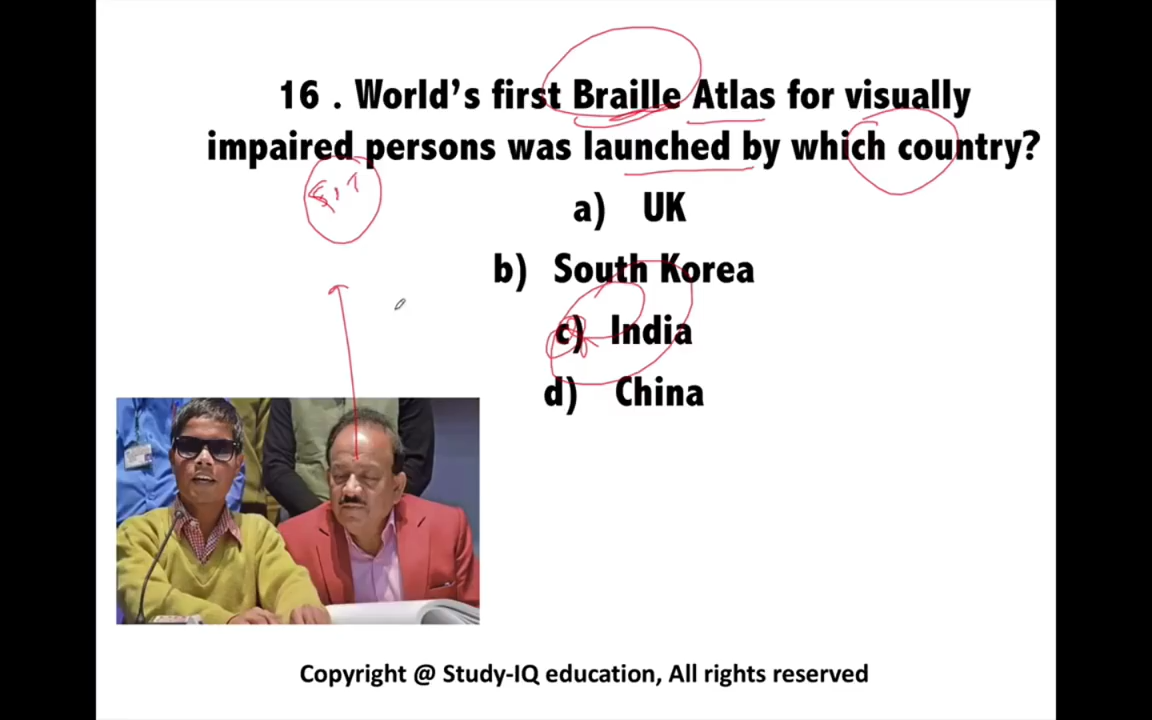 16 . World's first Braille Atlas for visually
impaired persons was launched by which country?
a) UK
b) South Korea
c) India
d) China
Copyright @ Study-IQ education, All rights reserved